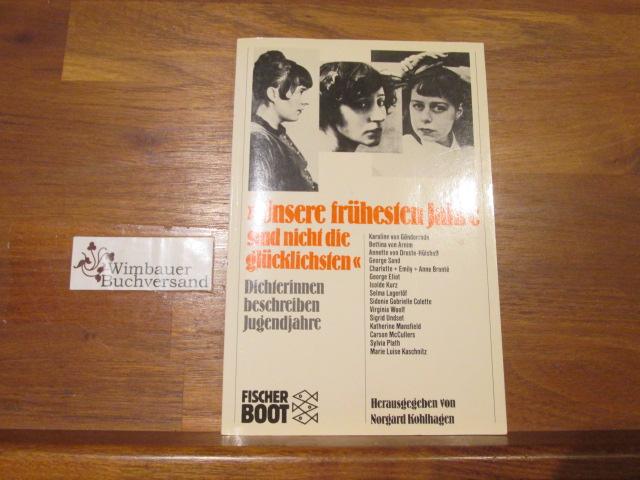 »Unsere frühesten Jahre
sind nicht die
glücklichsten«
Dichterinnen
beschreiben
Jugendjahre
Karoline von Günderrode
Bettina von Arnim
Annette von Droste-Hülshoff
George Sand
Charlotte + Emily + Anne Brontë
George Eliot
Isolde Kurz
Selma Lagerlöf
Sidonie Gabrielle Colette
Virginia Woolf
Sigrid Undset
Katherine Mansfield
Carson McCullers
Sylvia Plath
Marie Luise Kaschnitz
Herausgegeben von
Norgard Kohlhagen
FISCHER
BOOT
Wimbauer
Buchversand